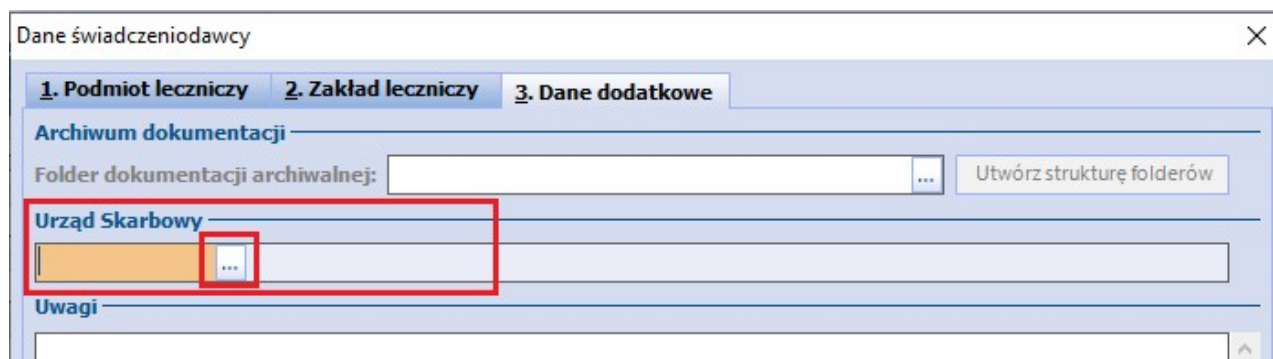 Dane świadczeniodawcy
1. Podmiot leczniczy 2. Zakład leczniczy 3. Dane dodatkowe
Archiwum dokumentacji
Folder dokumentacji archiwalnej: ... Utwórz strukturę folderów
Urząd Skarbowy
...
Uwagi